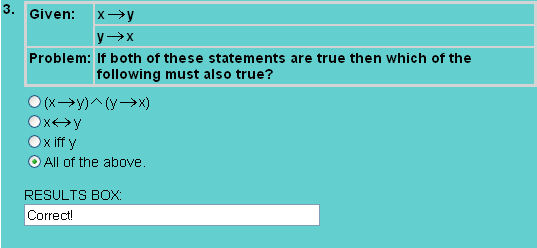 3. Given: x→y
y→x
Problem: If both of these statements are true then which of the
following must also true?
(x→y)^(y→x)
x↔y
x iff y
All of the above.
RESULTS BOX:
Correct!